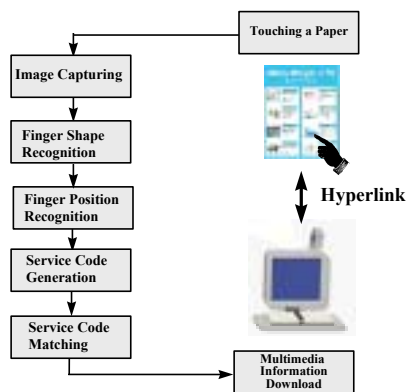 Touching a Paper
Image Capturing
Finger Shape
Recognition
Finger Position
Recognition
Service Code
Generation
Service Code
Matching
Hyperlink
Multimedia
Information
Download